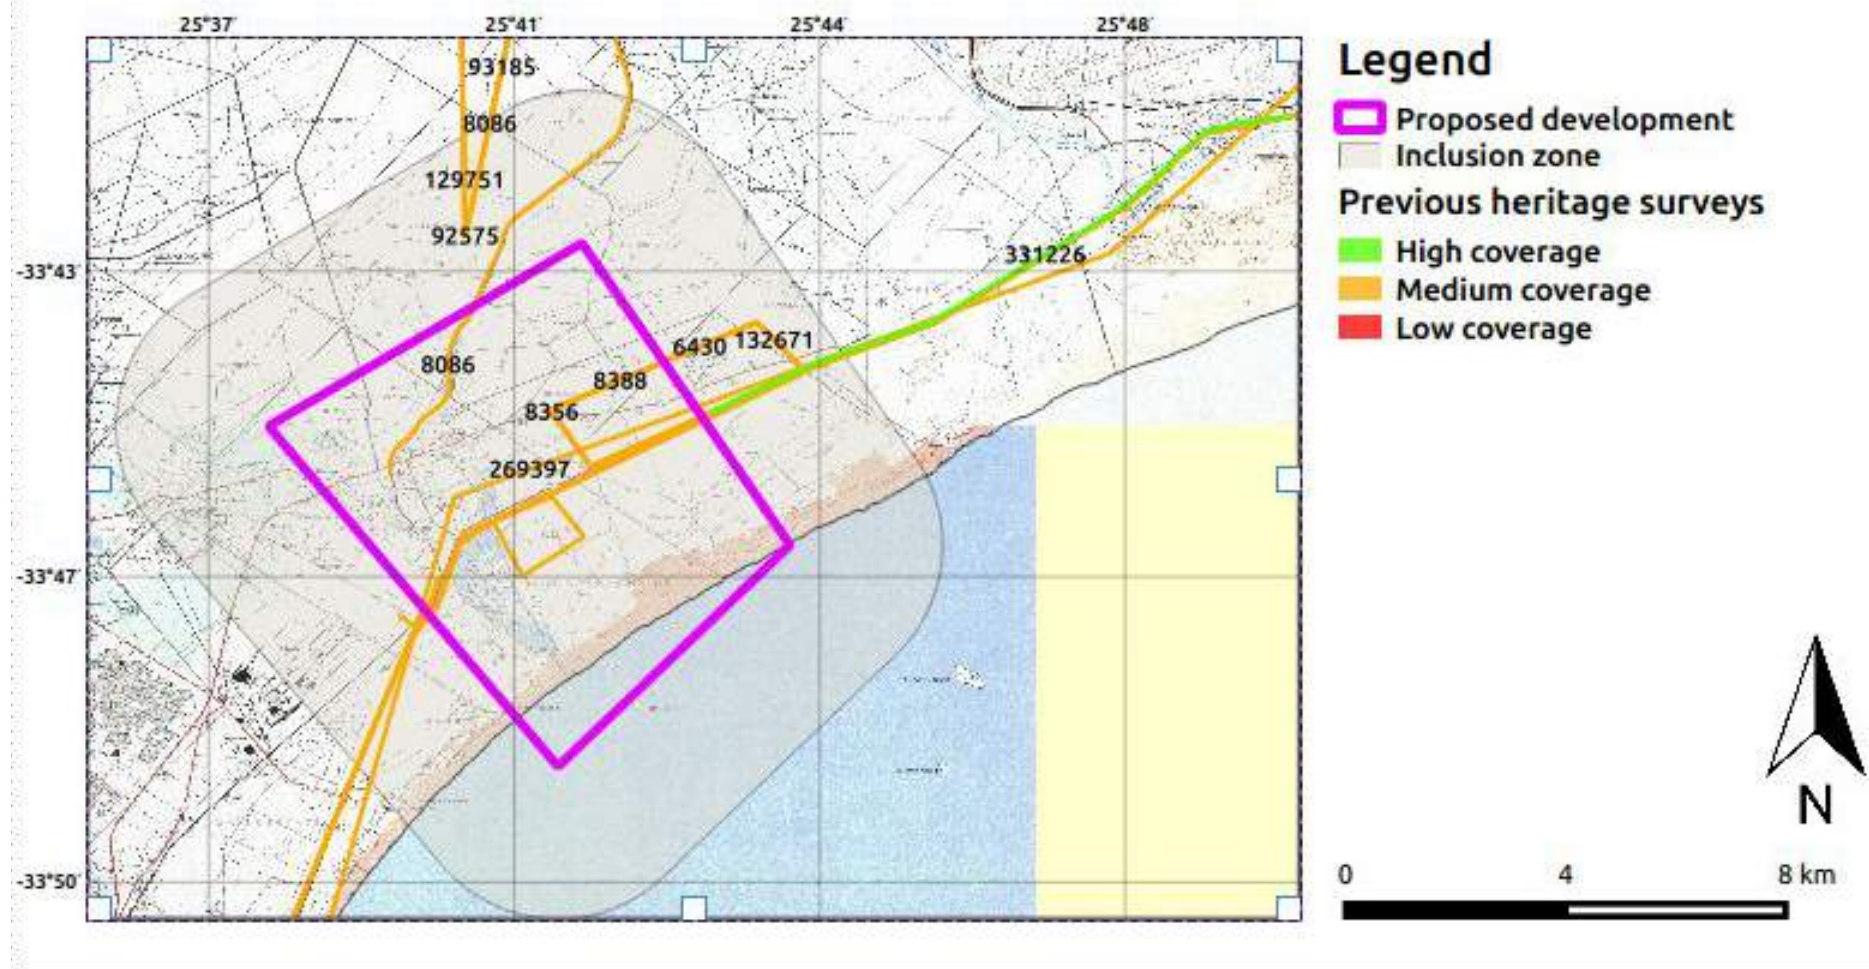 25°37′ 25°41′ 25°44′ 25°48′
93185
8086
129751
92575
-33°43′
331226
8086
6430 132671
8388
8356
269397
-33°47′
-33°50′
Legend
Proposed development
Inclusion zone
Previous heritage surveys
High coverage
Medium coverage
Low coverage
N
0 4 8 km